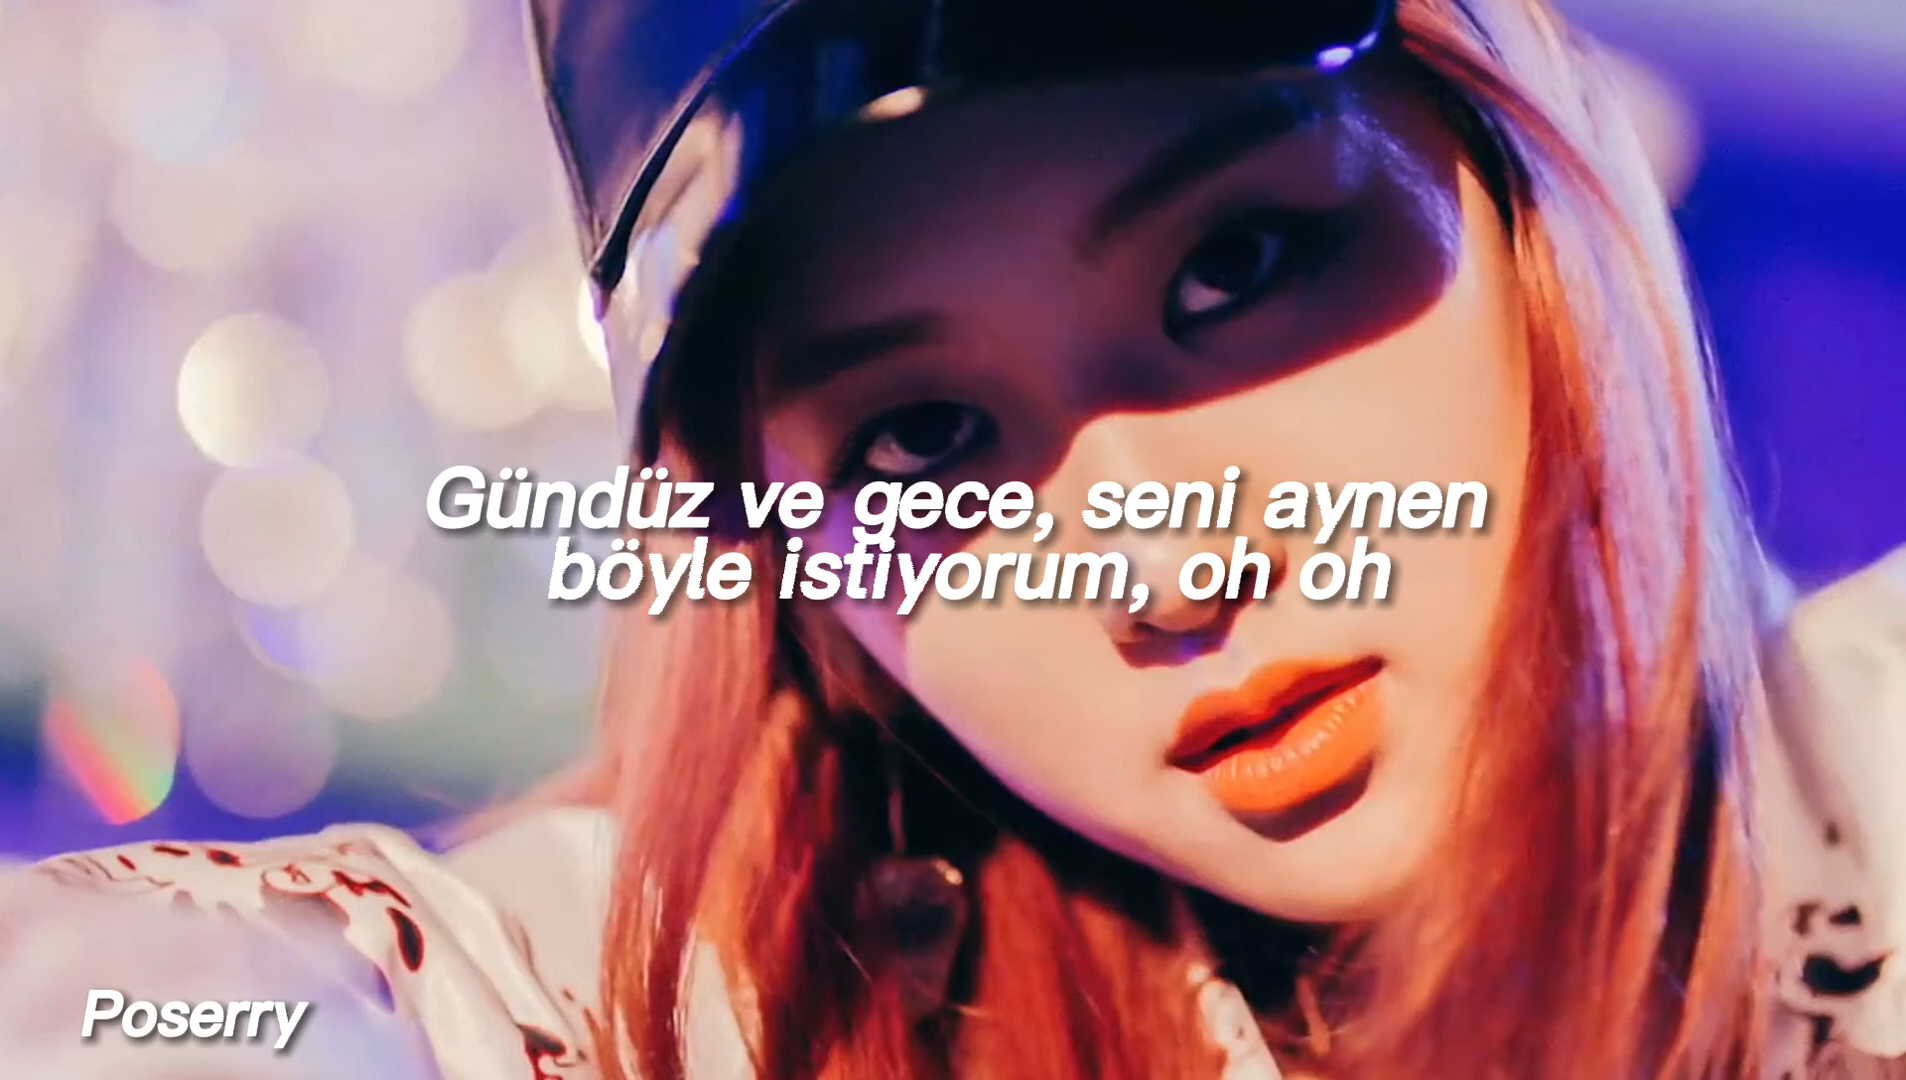 Gündüz ve gece, seni aynen
böyle istiyorum, oh oh
Poserry